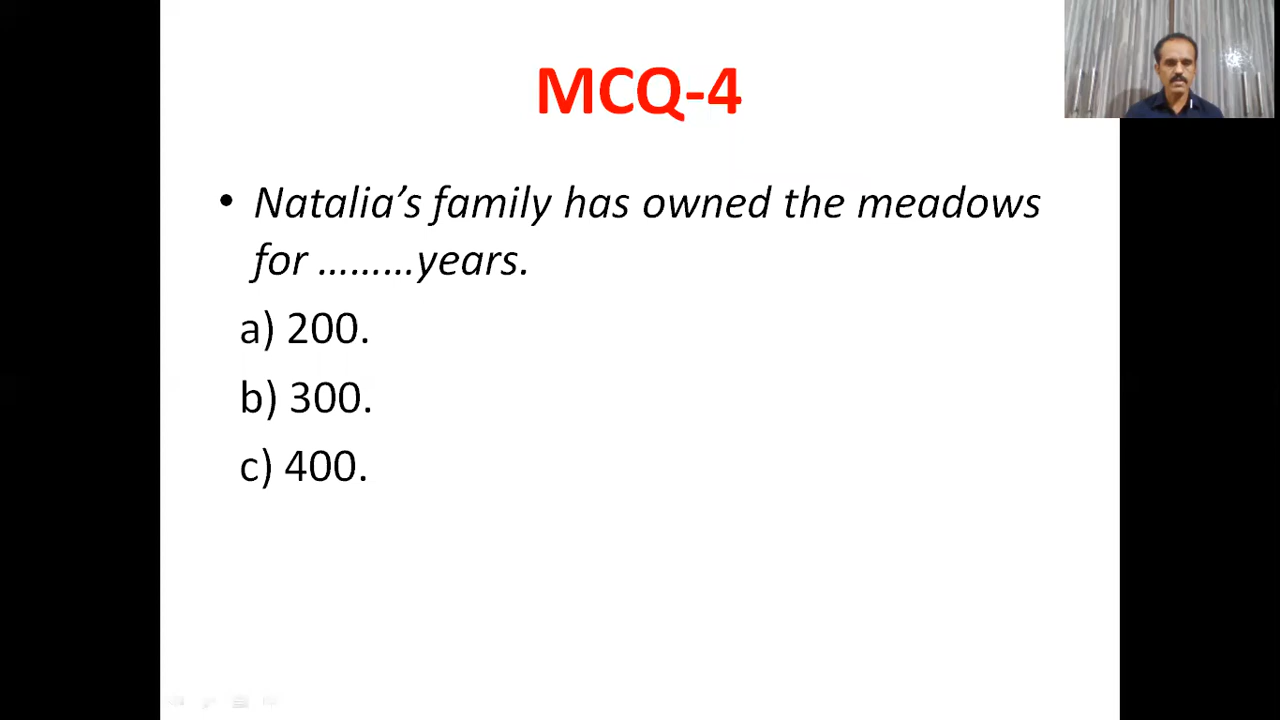 MCQ-4
• Natalia’s family has owned the meadows
for ………years.
a) 200.
b) 300.
c) 400.